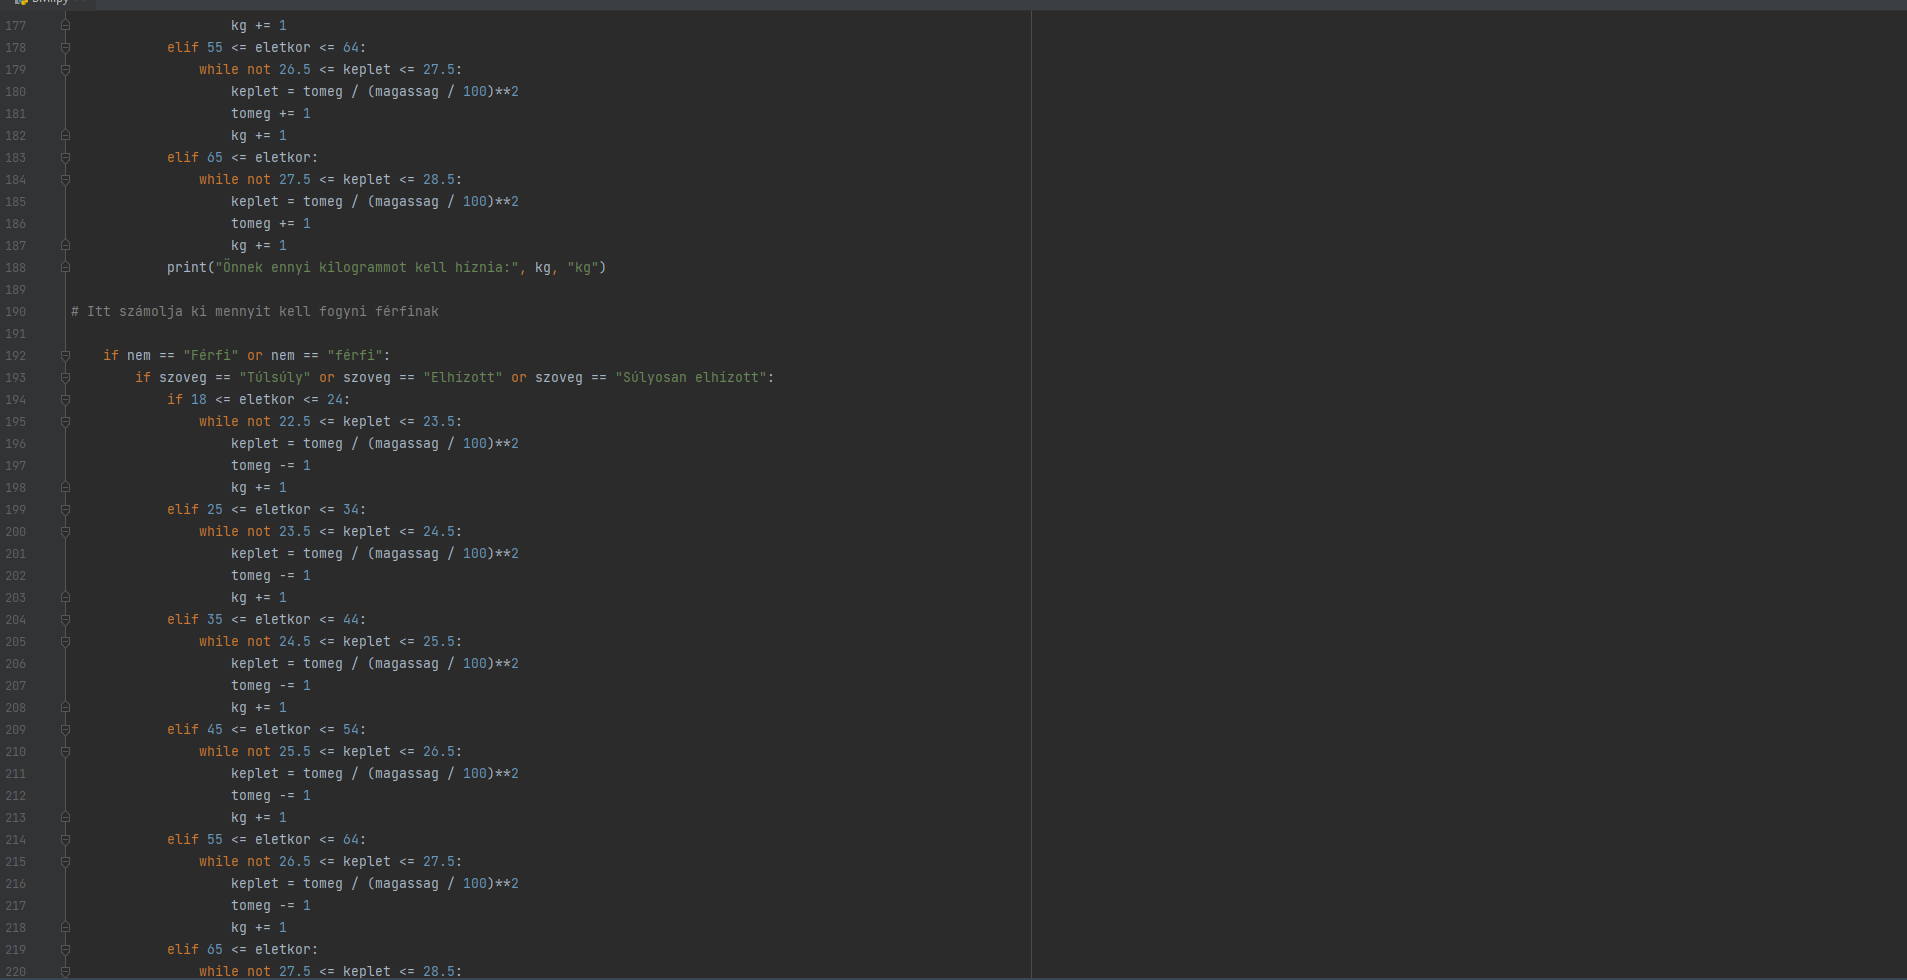 177 kg += 1
178 elif 55 <= eletkor <= 64:
179 while not 26.5 <= keplet <= 27.5:
180 keplet = tomeg / (magassag / 100)**2
181 tomeg += 1
182 kg += 1
183 elif 65 <= eletkor:
184 while not 27.5 <= keplet <= 28.5:
185 keplet = tomeg / (magassag / 100)**2
186 tomeg += 1
187 kg += 1
188 print("Önnek ennyi kilogrammot kell híznia:", kg, "kg")
189
190 # Itt számolja ki mennyit kell fogyni férfinak
191
192 if nem == "Férfi" or nem == "férfi":
193 if szoveg == "Túlsúly" or szoveg == "Elhízott" or szoveg == "Súlyosan elhízott":
194 if 18 <= eletkor <= 24:
195 while not 22.5 <= keplet <= 23.5:
196 keplet = tomeg / (magassag / 100)**2
197 tomeg -= 1
198 kg += 1
199 elif 25 <= eletkor <= 34:
200 while not 23.5 <= keplet <= 24.5:
201 keplet = tomeg / (magassag / 100)**2
202 tomeg -= 1
203 kg += 1
204 elif 35 <= eletkor <= 44:
205 while not 24.5 <= keplet <= 25.5:
206 keplet = tomeg / (magassag / 100)**2
207 tomeg -= 1
208 kg += 1
209 elif 45 <= eletkor <= 54:
210 while not 25.5 <= keplet <= 26.5:
211 keplet = tomeg / (magassag / 100)**2
212 tomeg -= 1
213 kg += 1
214 elif 55 <= eletkor <= 64:
215 while not 26.5 <= keplet <= 27.5:
216 keplet = tomeg / (magassag / 100)**2
217 tomeg -= 1
218 kg += 1
219 elif 65 <= eletkor:
220 while not 27.5 <= keplet <= 28.5: